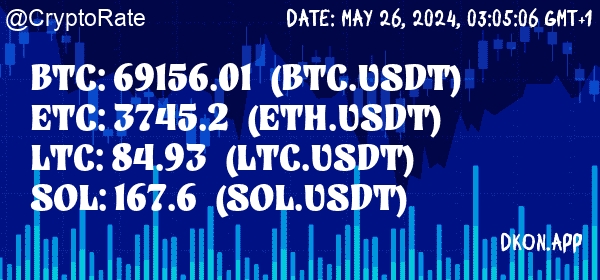 @CryptoRate
DATE: MAY 26, 2024, 03:05:06 GMT+1
BTC: 69156.01 (BTC.USDT)
ETC: 3745.2 (ETH.USDT)
LTC: 84.93 (LTC.USDT)
SOL: 167.6 (SOL.USDT)
DKON.APP